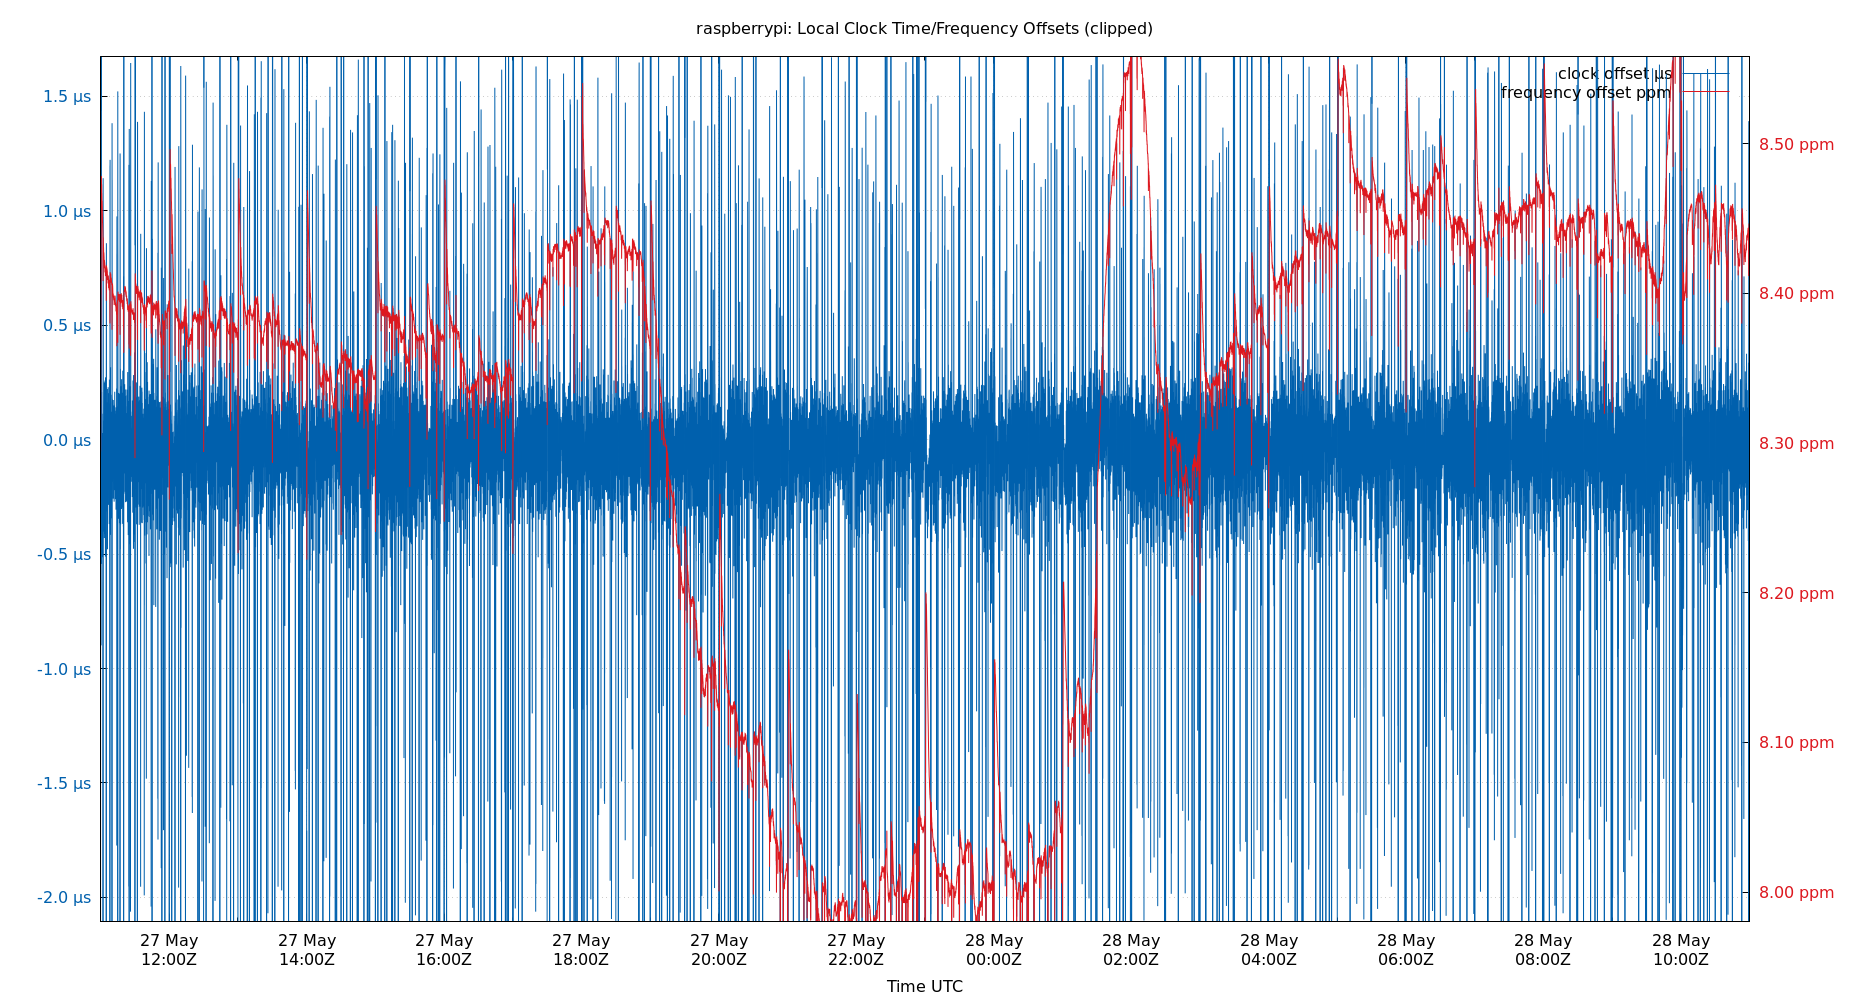 raspberrypi: Local Clock Time/Frequency Offsets (clipped)
clock offset µs
frequency offset ppm
1.5 µs
1.0 µs
0.5 µs
0.0 µs
-0.5 µs
-1.0 µs
-1.5 µs
-2.0 µs
8.50 ppm
8.40 ppm
8.30 ppm
8.20 ppm
8.10 ppm
8.00 ppm
27 May
12:00Z
27 May
14:00Z
27 May
16:00Z
27 May
18:00Z
27 May
20:00Z
27 May
22:00Z
28 May
00:00Z
28 May
02:00Z
28 May
04:00Z
28 May
06:00Z
28 May
08:00Z
28 May
10:00Z
Time UTC